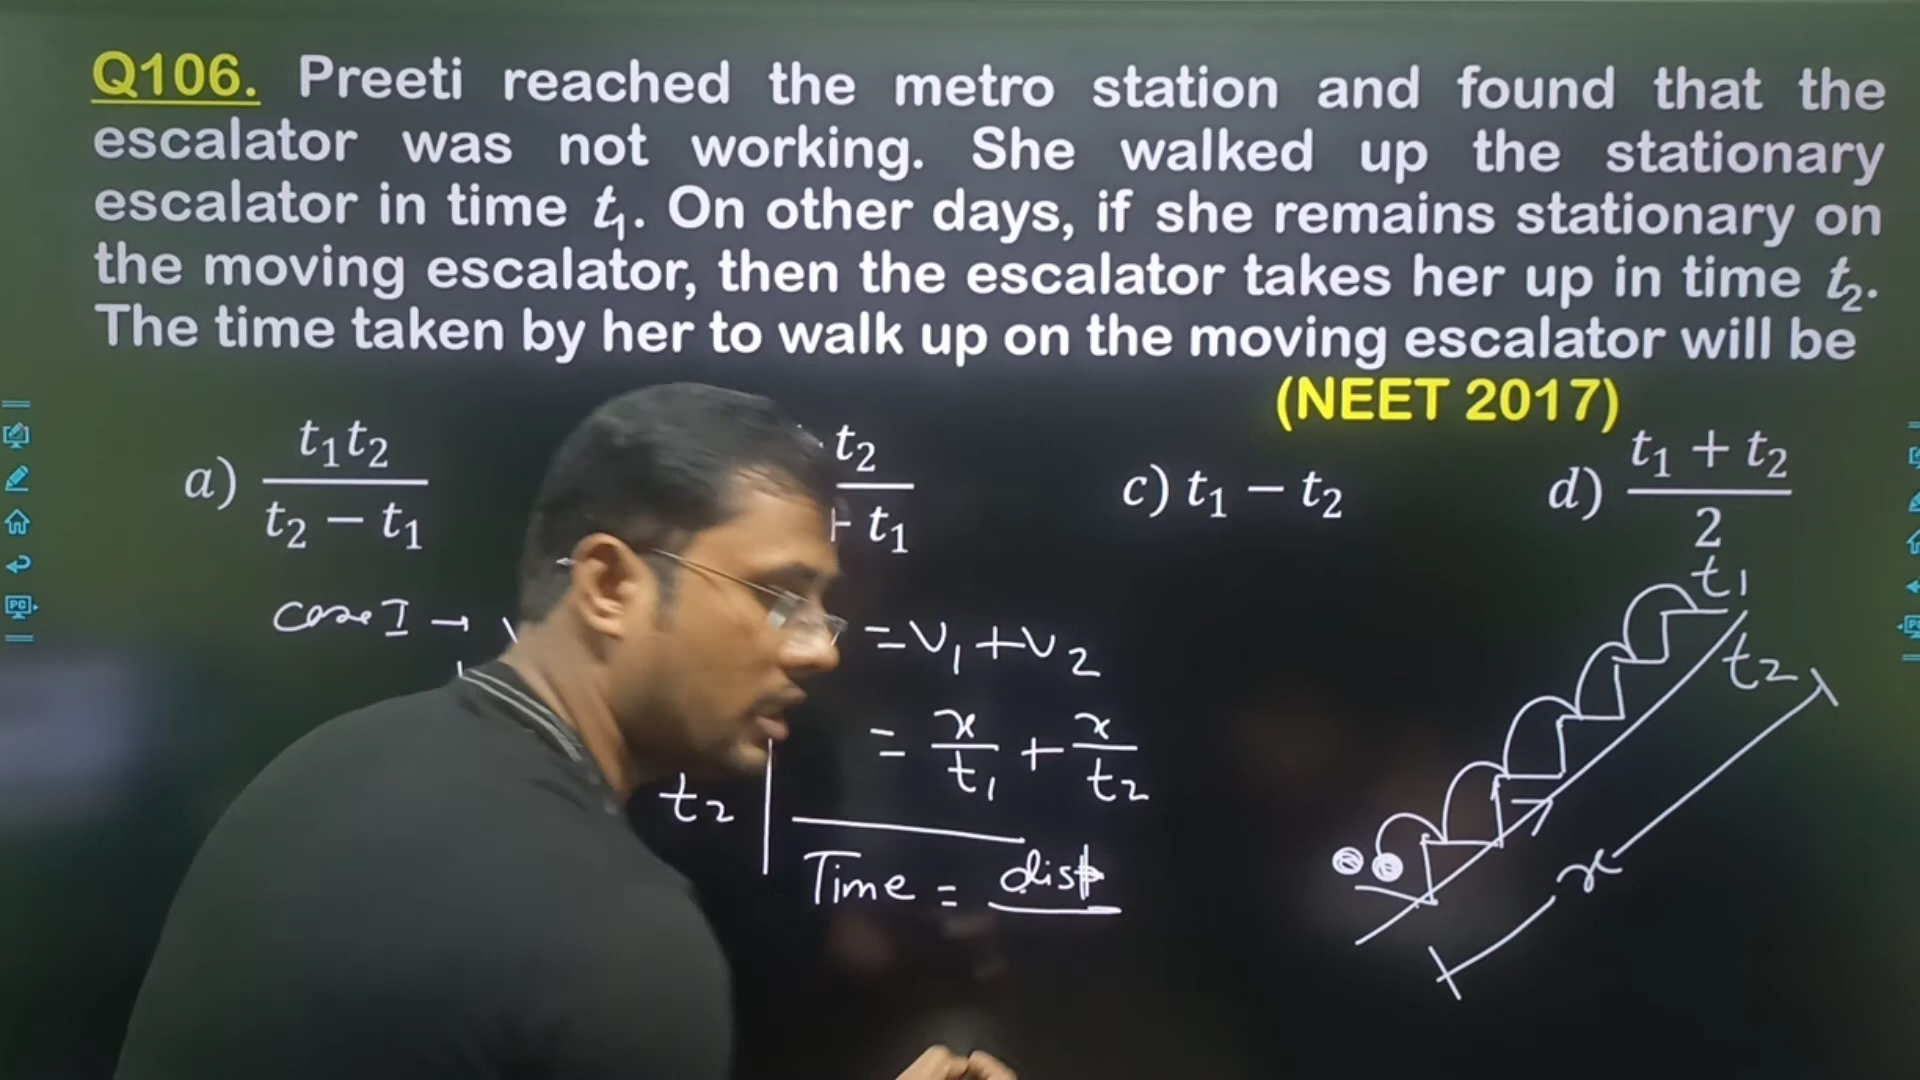 Q106. Preeti reached the metro station and found that the
escalator was not working. She walked up the stationary
escalator in time t₁. On other days, if she remains stationary on
the moving escalator, then the escalator takes her up in time t₂.
The time taken by her to walk up on the moving escalator will be
(NEET 2017)
a) t₁t₂ / t₂ − t₁
t₂ / + t₁
c) t₁ − t₂
d) t₁ + t₂ / 2
case I →
= v₁ + v₂
= x/t₁ + x/t₂
t₂
Time = dist
t₁
t₂
x
PC